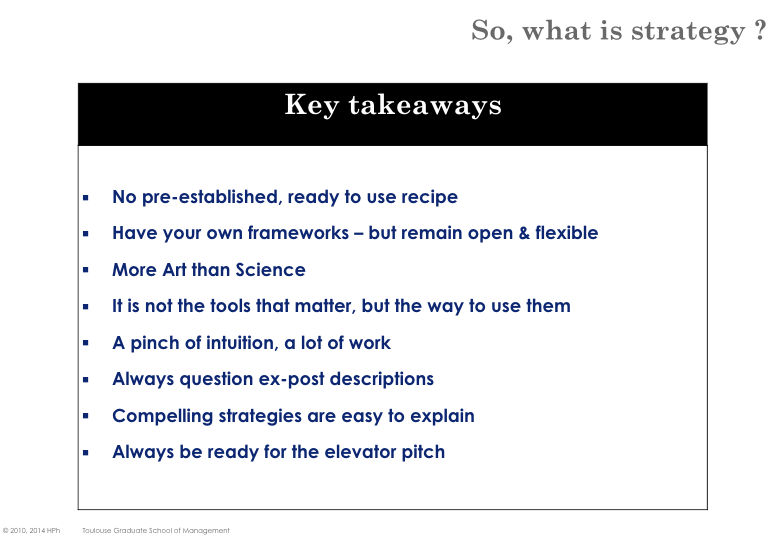 So, what is strategy ?
Key takeaways
▪ No pre-established, ready to use recipe
▪ Have your own frameworks – but remain open & flexible
▪ More Art than Science
▪ It is not the tools that matter, but the way to use them
▪ A pinch of intuition, a lot of work
▪ Always question ex-post descriptions
▪ Compelling strategies are easy to explain
▪ Always be ready for the elevator pitch
© 2010, 2014 HPh Toulouse Graduate School of Management